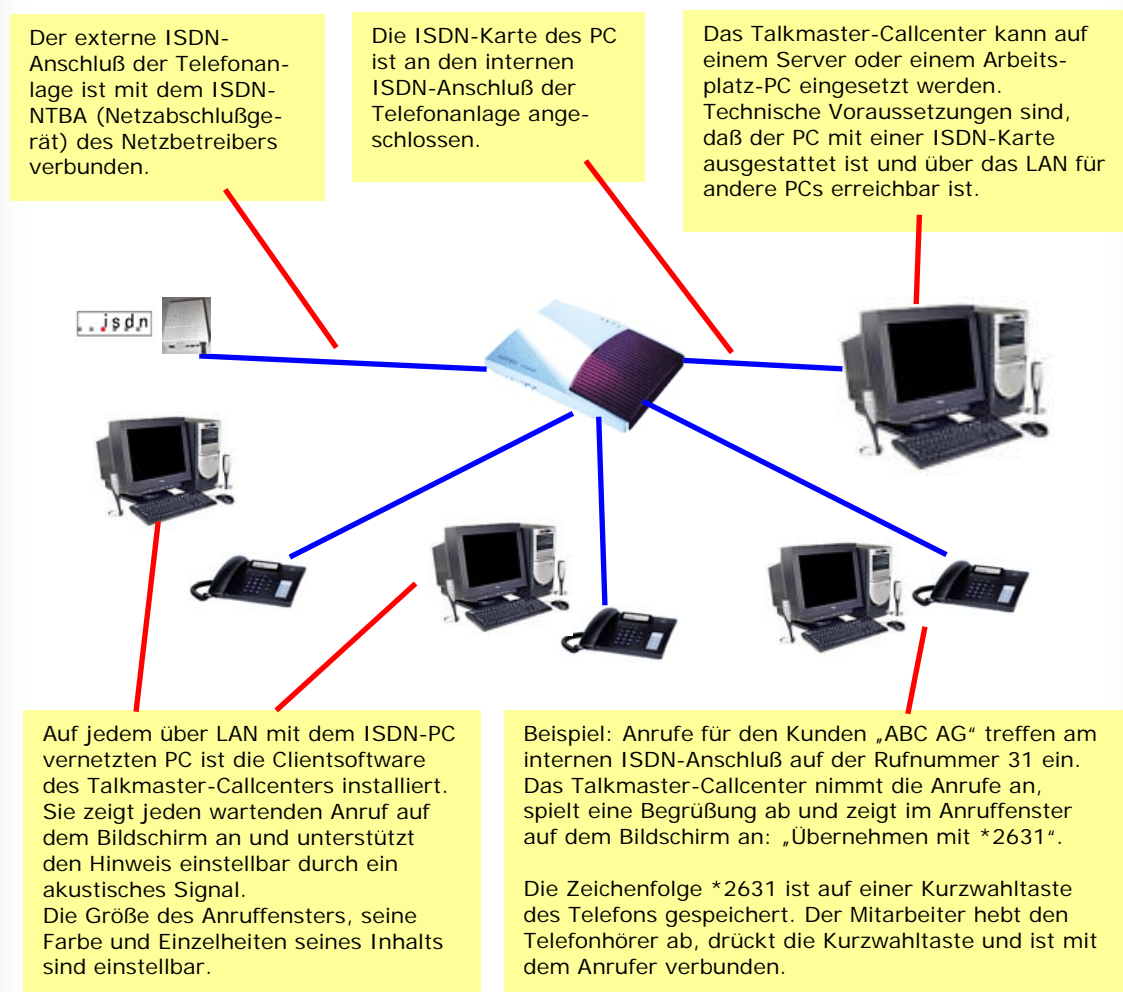 Der externe ISDN-
Anschluß der Telefonan-
lage ist mit dem ISDN-
NTBA (Netzabschlußge-
rät) des Netzbetreibers
verbunden.
Die ISDN-Karte des PC
ist an den internen
ISDN-Anschluß der
Telefonanlage ange-
schlossen.
Das Talkmaster-Callcenter kann auf
einem Server oder einem Arbeits-
platz-PC eingesetzt werden.
Technische Voraussetzungen sind,
daß der PC mit einer ISDN-Karte
ausgestattet ist und über das LAN für
andere PCs erreichbar ist.
isdn
Auf jedem über LAN mit dem ISDN-PC
vernetzten PC ist die Clientsoftware
des Talkmaster-Callcenters installiert.
Sie zeigt jeden wartenden Anruf auf
dem Bildschirm an und unterstützt
den Hinweis einstellbar durch ein
akustisches Signal.
Die Größe des Anruffensters, seine
Farbe und Einzelheiten seines Inhalts
sind einstellbar.
Beispiel: Anrufe für den Kunden „ABC AG“ treffen am
internen ISDN-Anschluß auf der Rufnummer 31 ein.
Das Talkmaster-Callcenter nimmt die Anrufe an,
spielt eine Begrüßung ab und zeigt im Anruffenster
auf dem Bildschirm an: „Übernehmen mit *2631“.
Die Zeichenfolge *2631 ist auf einer Kurzwahltaste
des Telefons gespeichert. Der Mitarbeiter hebt den
Telefonhörer ab, drückt die Kurzwahltaste und ist mit
dem Anrufer verbunden.